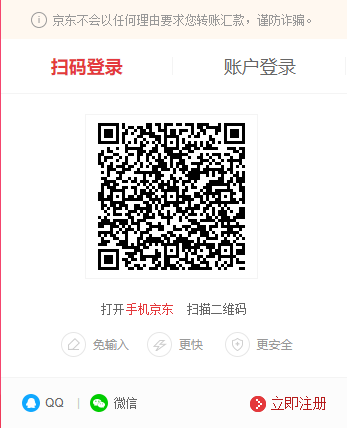 京东不会以任何理由要求您转账汇款，谨防诈骗。
扫码登录 账户登录
打开手机京东 扫描二维码
免输入 更快 更安全
QQ | 微信 立即注册